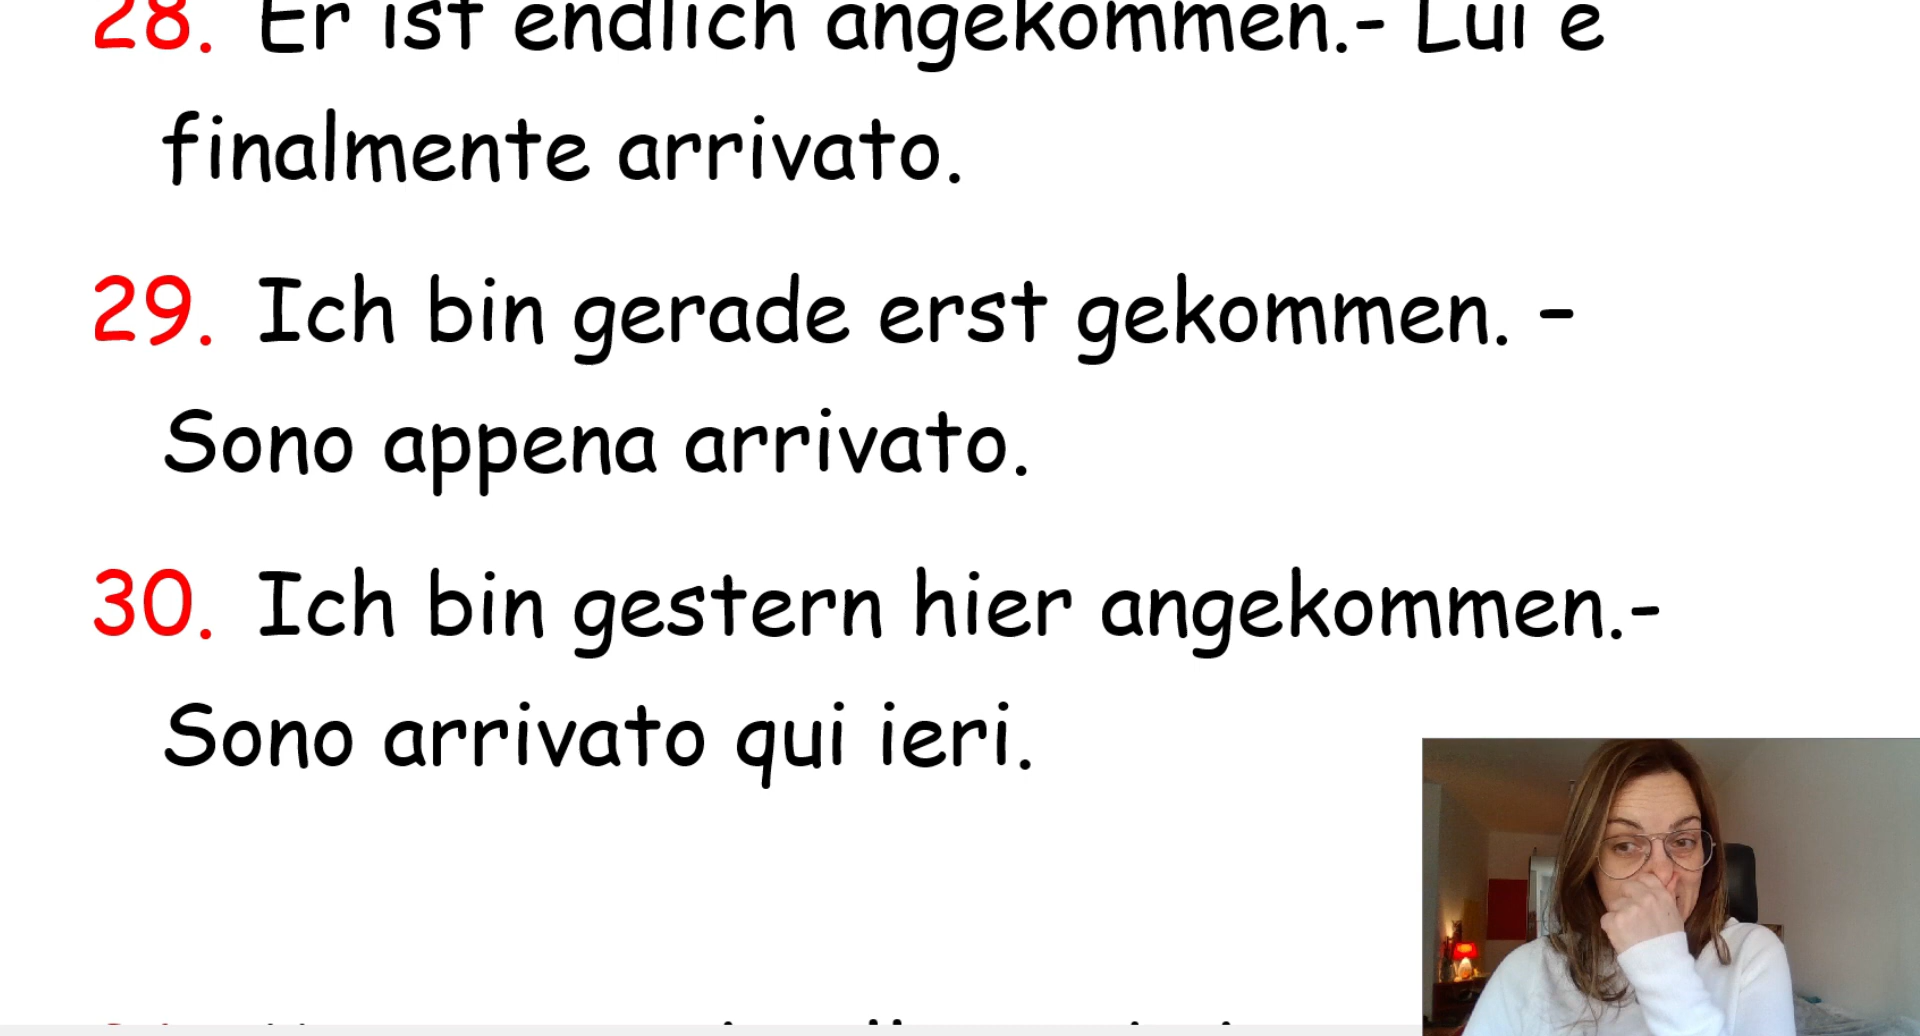 28. Er ist endlich angekommen.- Lui e
finalmente arrivato.
29. Ich bin gerade erst gekommen. –
Sono appena arrivato.
30. Ich bin gestern hier angekommen.-
Sono arrivato qui ieri.